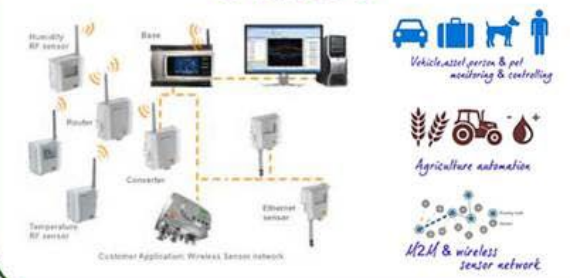 Humidity
RF sensor
Base
Router
Converter
Temperature
RF sensor
Ethernet
sensor
Customer Application: Wireless Sensor network
Vehicle,asset,person & pet
monitoring & controlling
Agriculture automation
M2M & wireless
sensor network